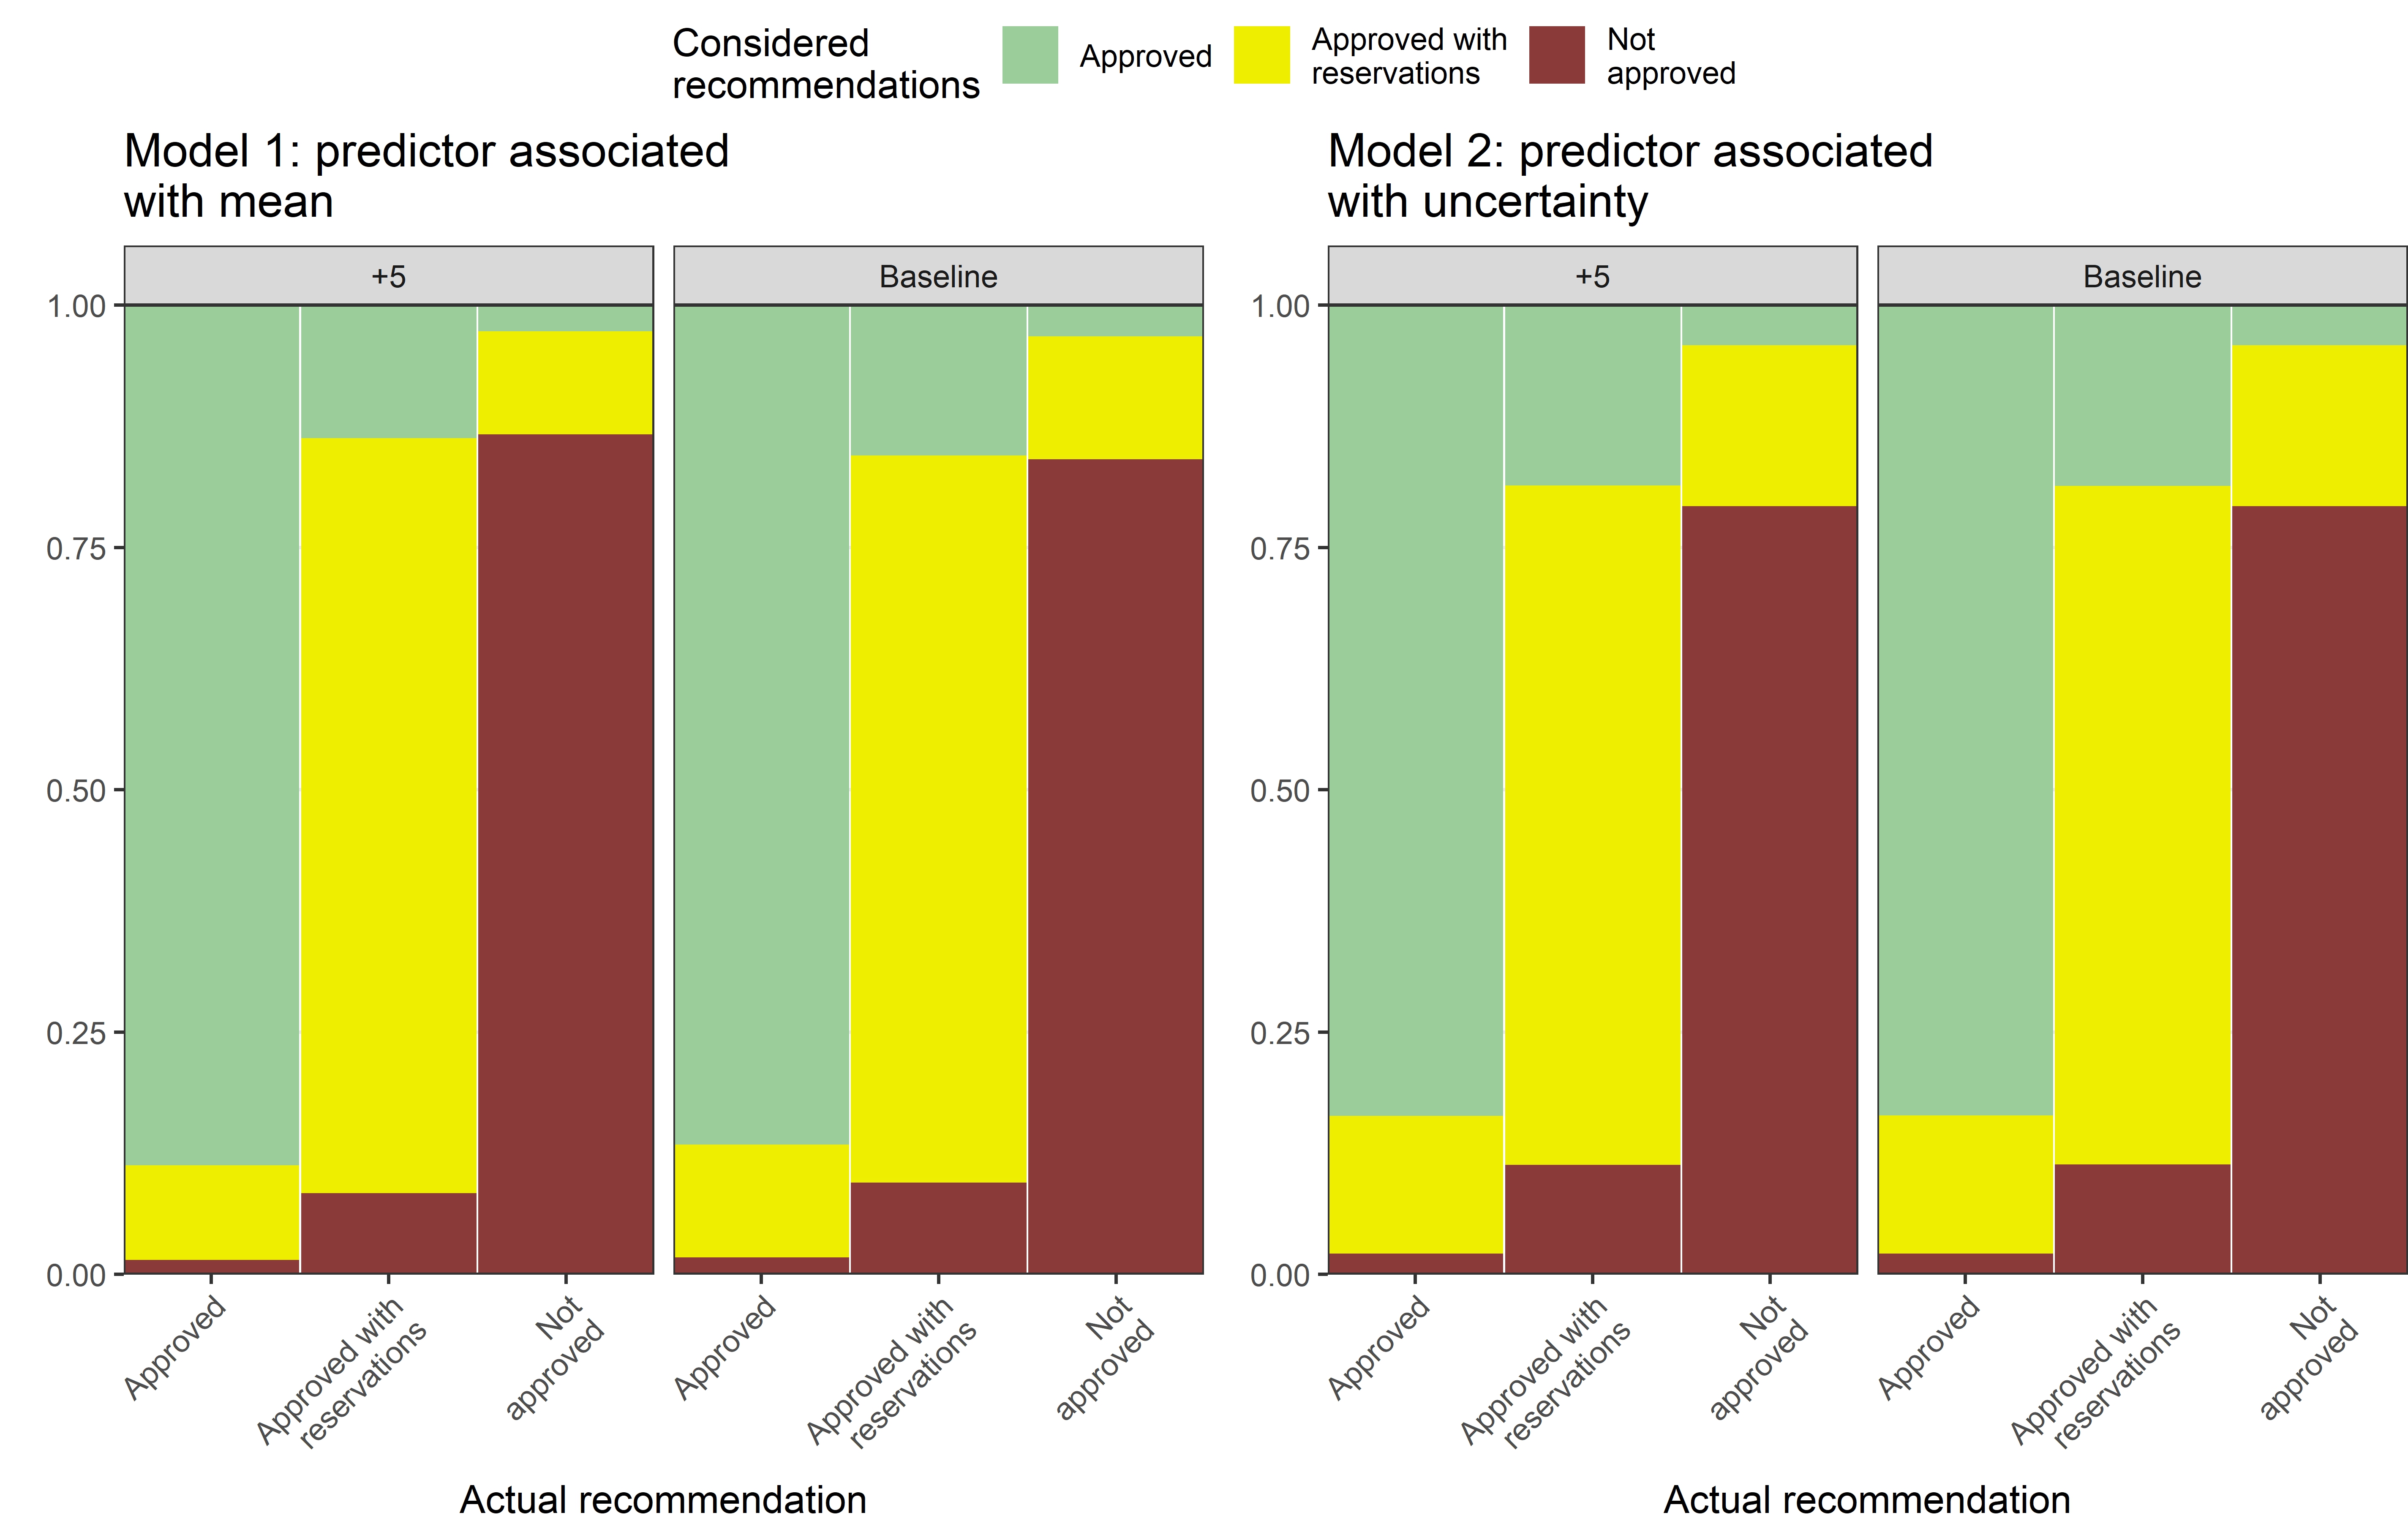 Considered
recommendations
Approved
Approved with
reservations
Not
approved
Model 1: predictor associated
with mean
+5
Baseline
1.00
0.75
0.50
0.25
0.00
Approved
Approved with
reservations
Not
approved
Approved
Approved with
reservations
Not
approved
Actual recommendation
Model 2: predictor associated
with uncertainty
+5
Baseline
1.00
0.75
0.50
0.25
0.00
Approved
Approved with
reservations
Not
approved
Approved
Approved with
reservations
Not
approved
Actual recommendation